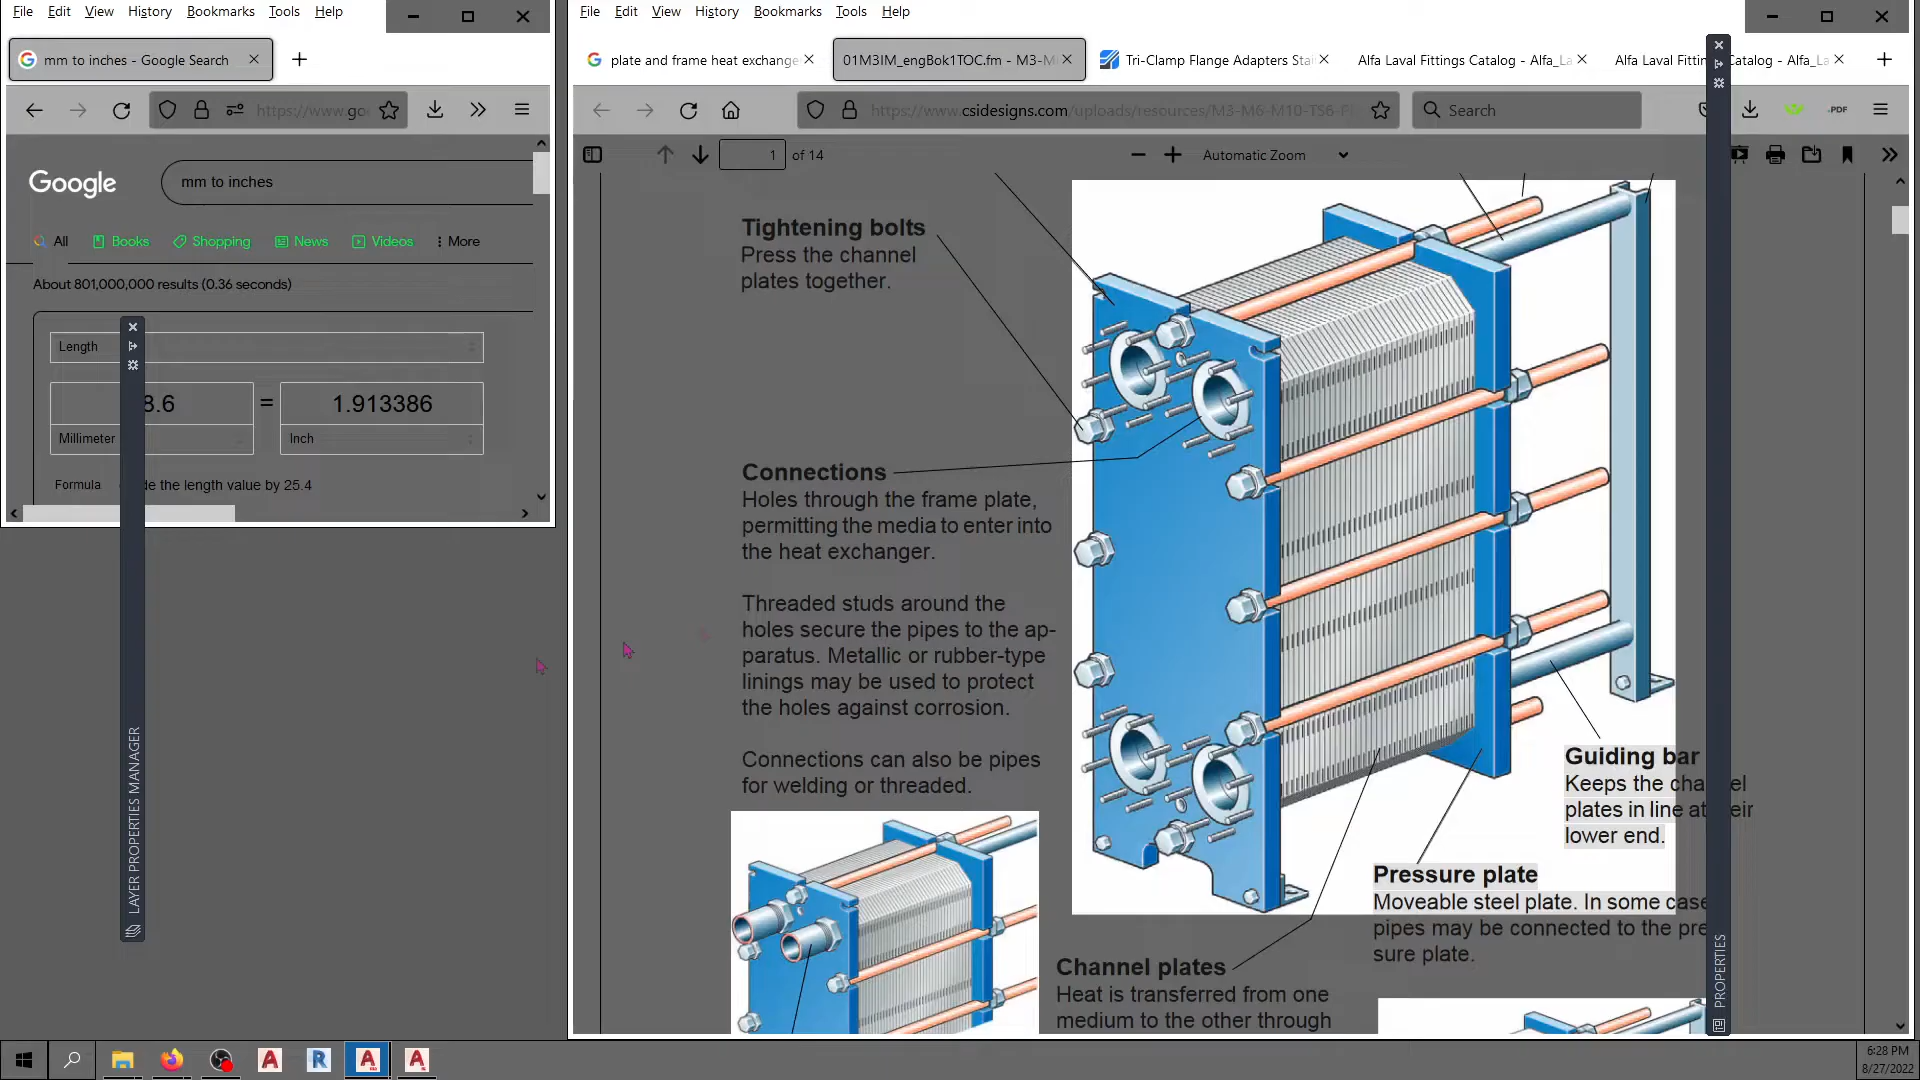 File Edit View History Bookmarks Tools Help
mm to inches - Google Search
https://www.go
Google
mm to inches
All Books Shopping News Videos More
About 801,000,000 results (0.36 seconds)
Length
8.6 = 1.913386
Millimeter Inch
Formula de the length value by 25.4
LAYER PROPERTIES MANAGER
File Edit View History Bookmarks Tools Help
plate and frame heat exchange
01M3IM_engBok1TOC.fm - M3-M
Tri-Clamp Flange Adapters Stai
Alfa Laval Fittings Catalog - Alfa_La
Alfa Laval Fittin Catalog - Alfa_La
https://www.csidesigns.com/uploads/resources/M3-M6-M10-TS6-F
Search
.PDF
1 of 14
Automatic Zoom
Tightening bolts
Press the channel
plates together.
Connections
Holes through the frame plate,
permitting the media to enter into
the heat exchanger.
Threaded studs around the
holes secure the pipes to the ap-
paratus. Metallic or rubber-type
linings may be used to protect
the holes against corrosion.
Connections can also be pipes
for welding or threaded.
Guiding bar
Keeps the cha el
plates in line at eir
lower end.
Pressure plate
Moveable steel plate. In some case
pipes may be connected to the pre
sure plate.
Channel plates
Heat is transferred from one
medium to the other through
PROPERTIES
6:28 PM
8/27/2022